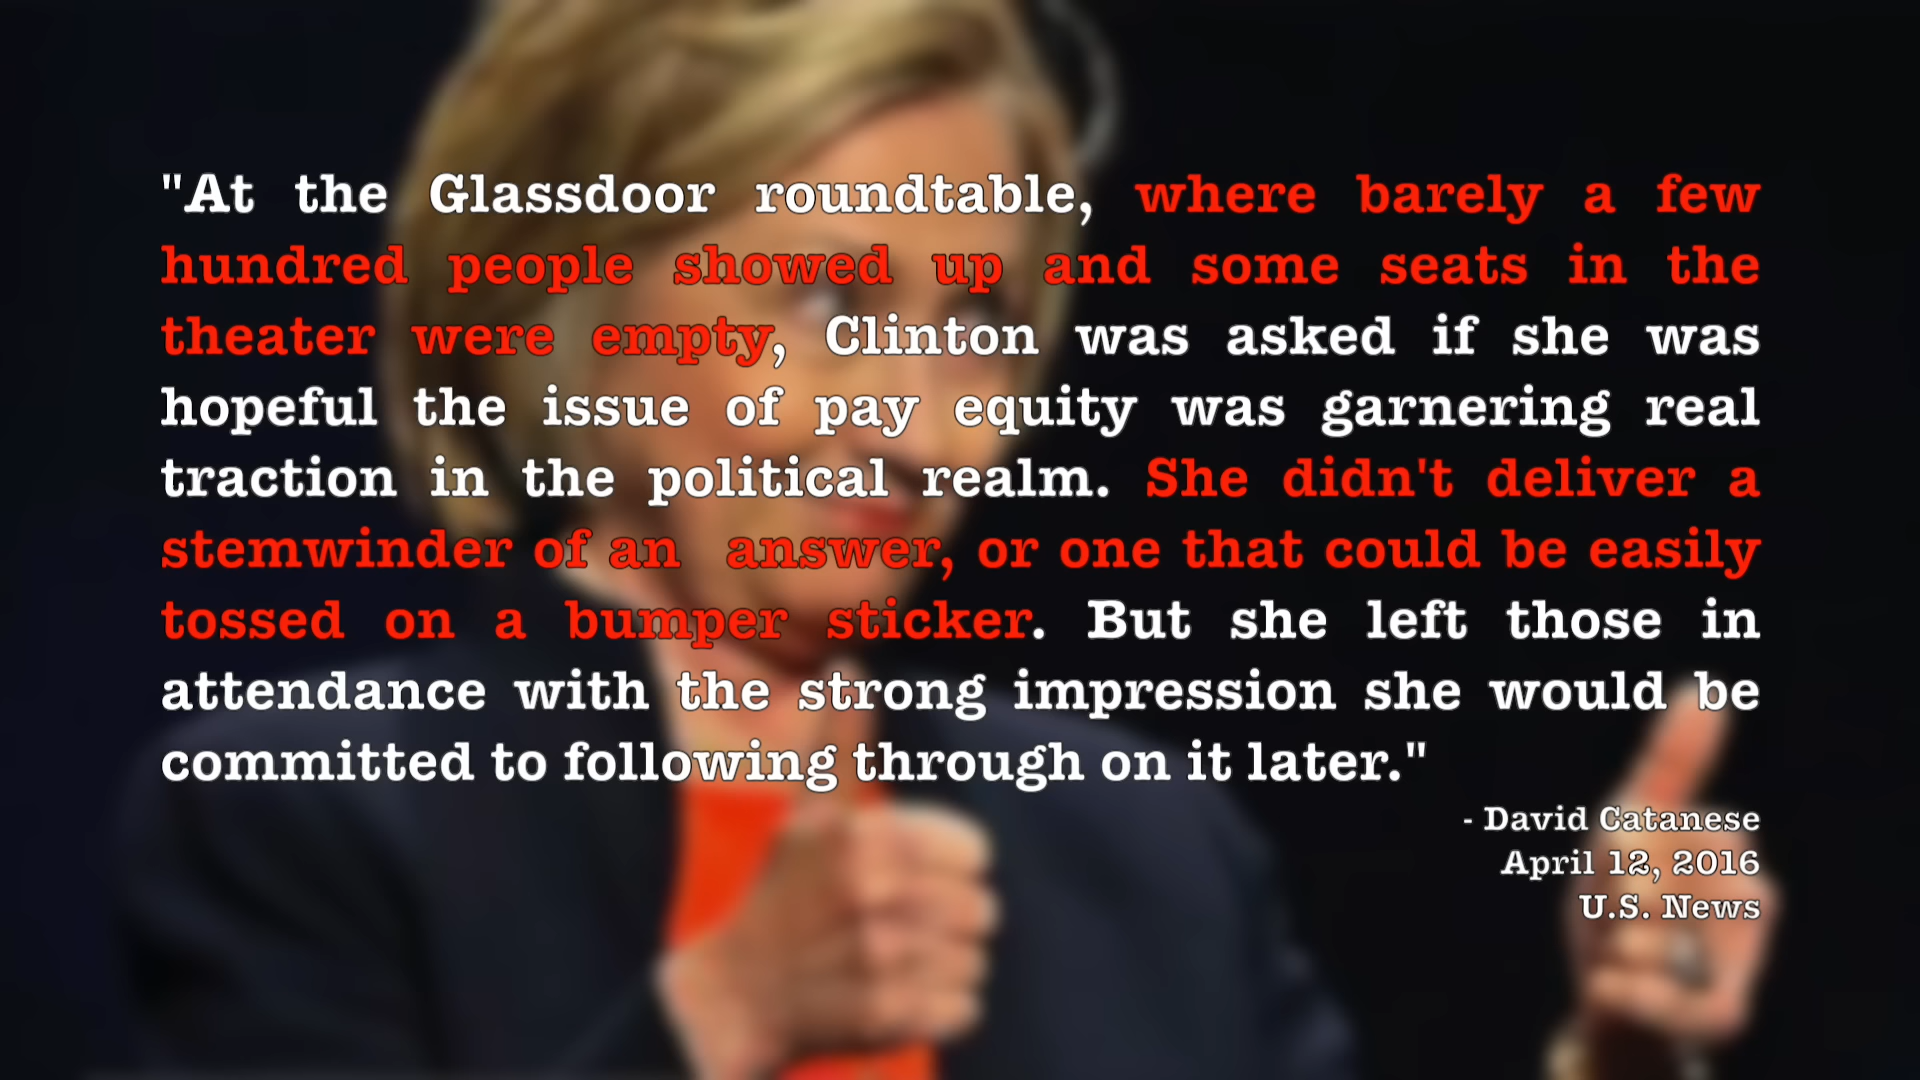 "At the Glassdoor roundtable, where barely a few
hundred people showed up and some seats in the
theater were empty, Clinton was asked if she was
hopeful the issue of pay equity was garnering real
traction in the political realm. She didn't deliver a
stemwinder of an answer, or one that could be easily
tossed on a bumper sticker. But she left those in
attendance with the strong impression she would be
committed to following through on it later."
- David Catanese
April 12, 2016
U.S. News